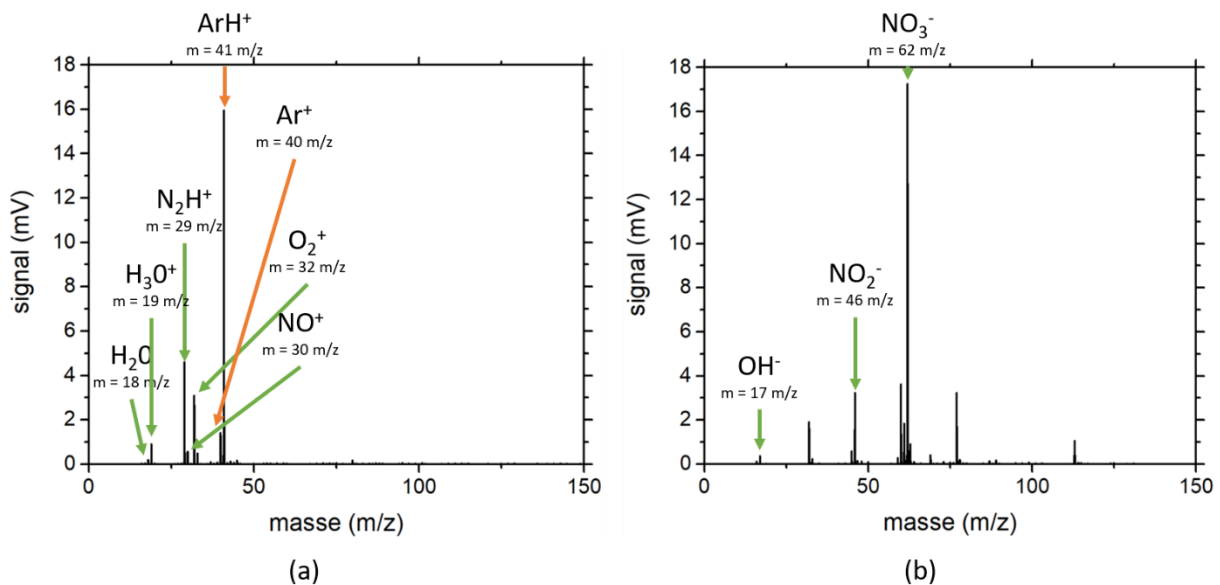 ArH+
m = 41 m/z
Ar+
m = 40 m/z
N2H+
m = 29 m/z
O2+
m = 32 m/z
H30+
m = 19 m/z
NO+
m = 30 m/z
H20
m = 18 m/z
18
16
14
12
10
8
6
4
2
0
signal (mV)
0 50 100 150
masse (m/z)
(a)
NO3-
m = 62 m/z
NO2-
m = 46 m/z
OH-
m = 17 m/z
18
16
14
12
10
8
6
4
2
0
signal (mV)
0 50 100 150
masse (m/z)
(b)